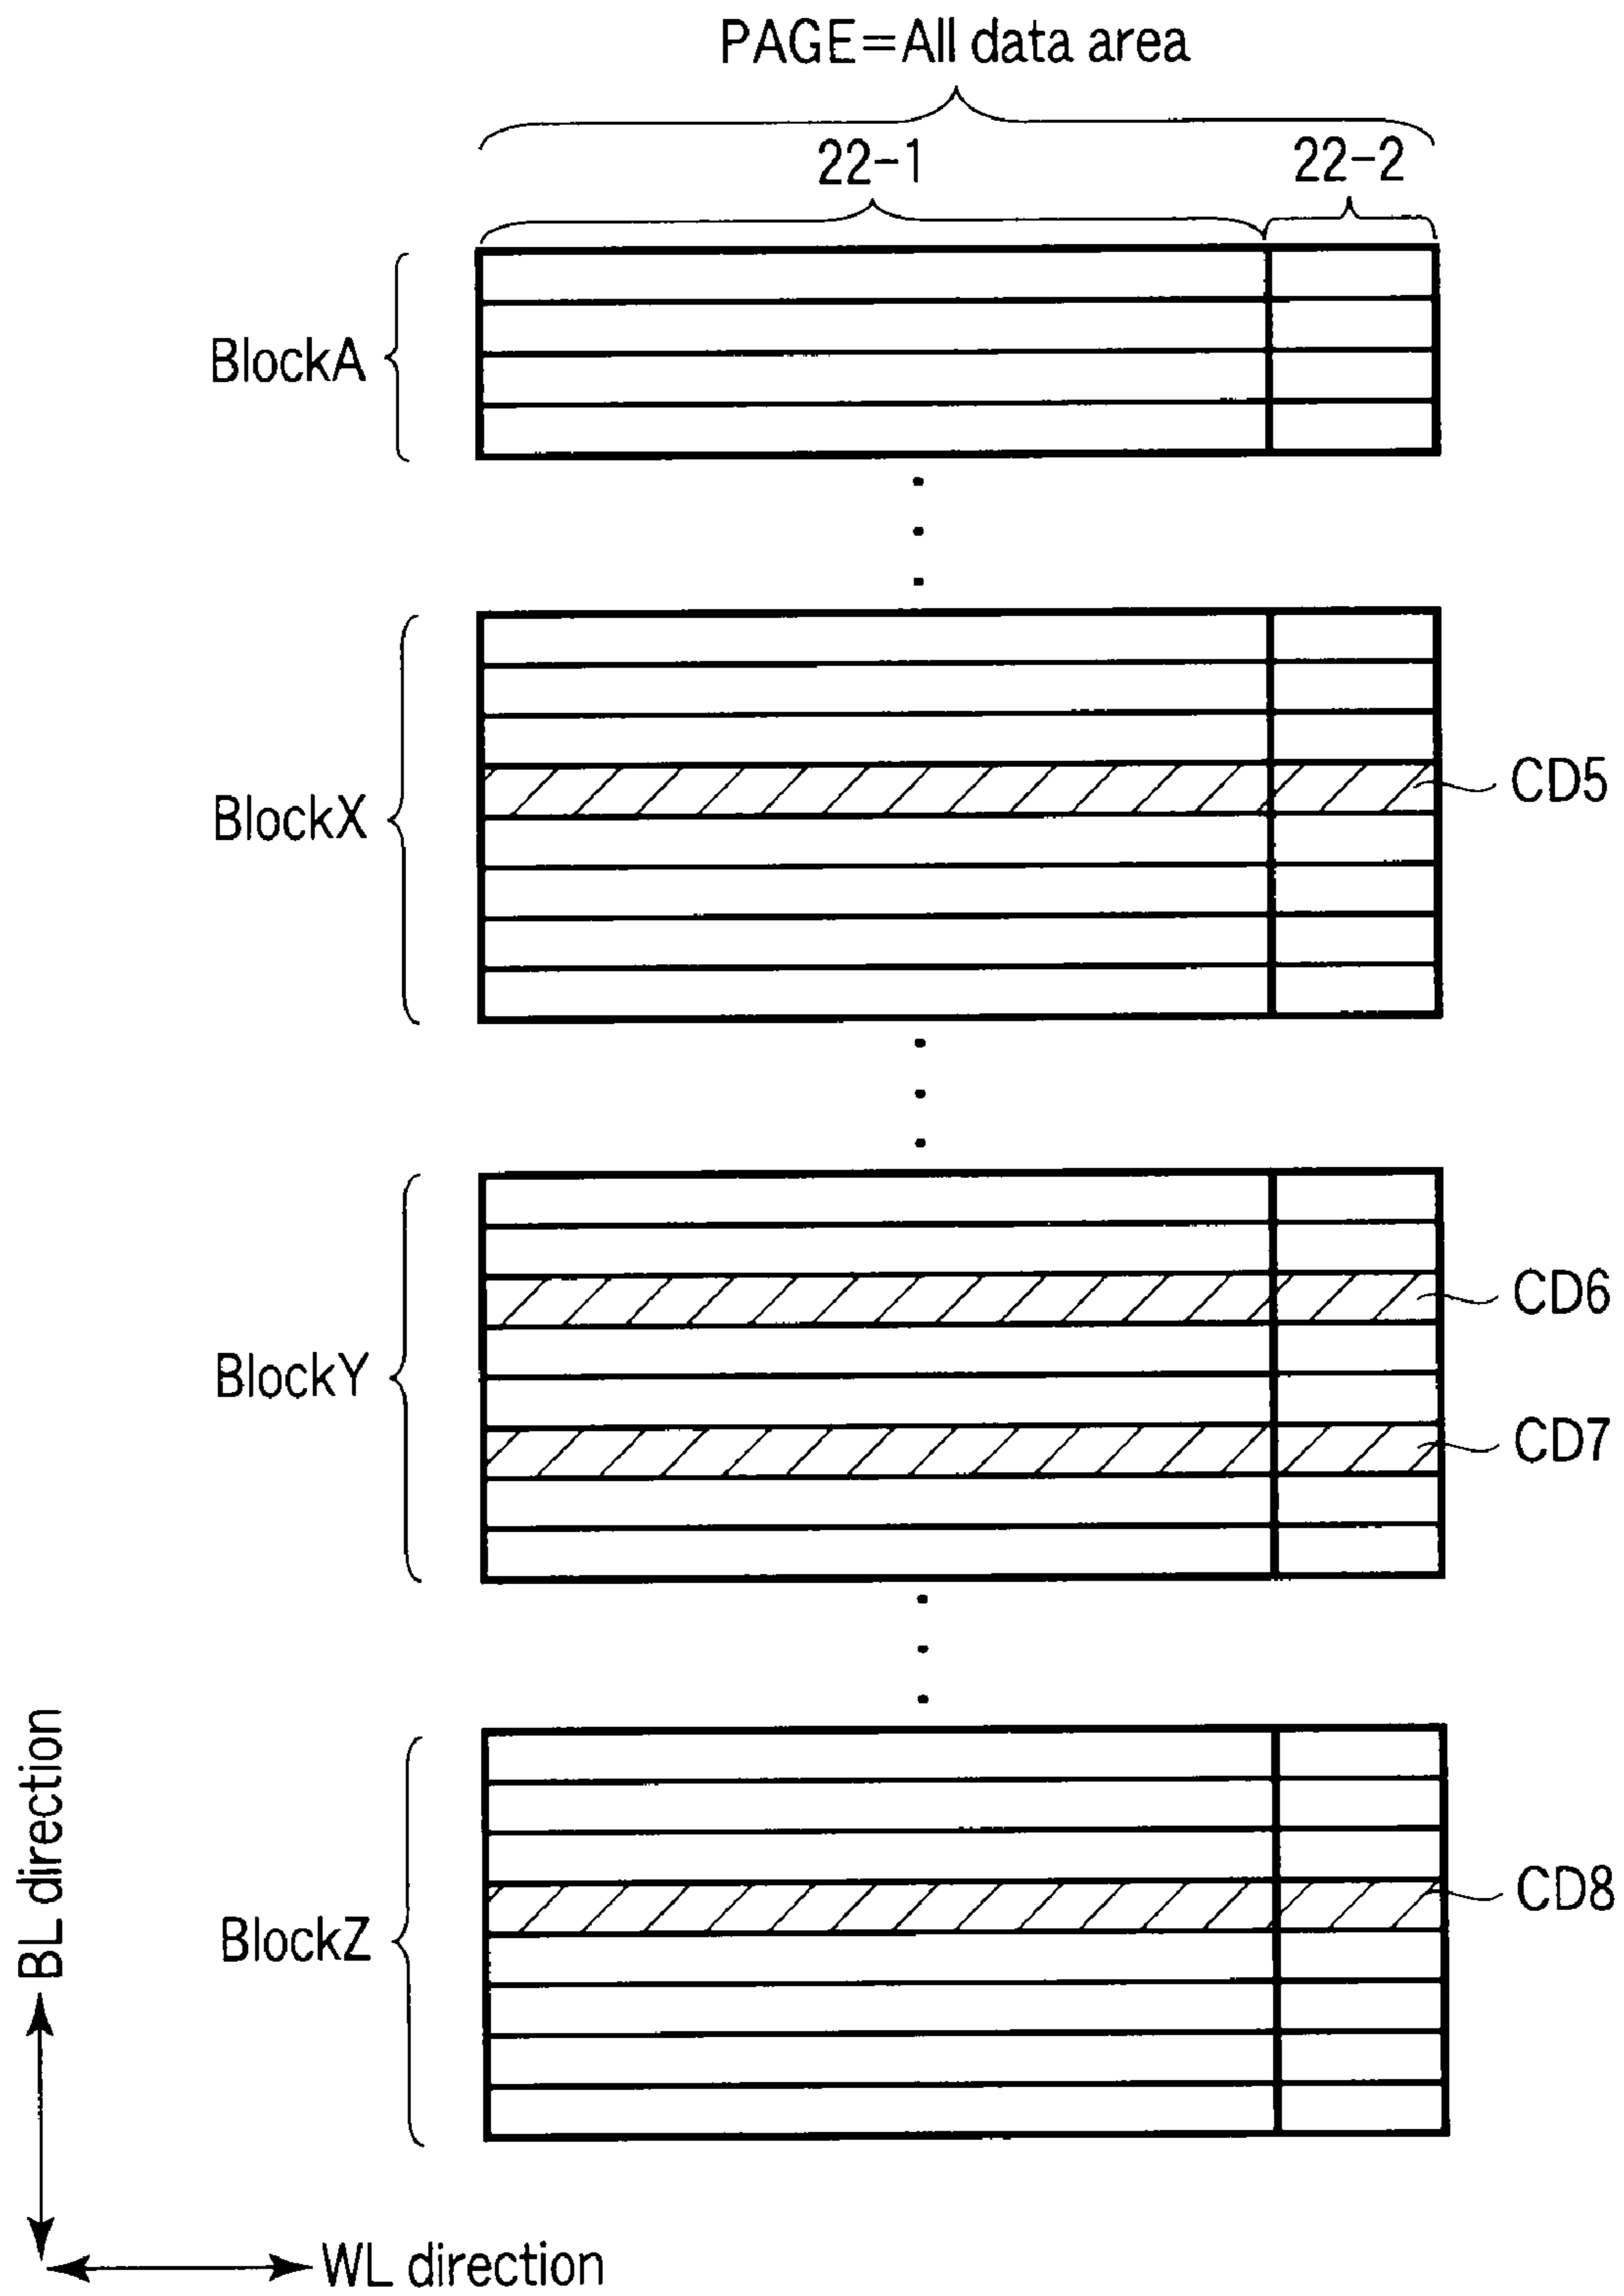 PAGE=All data area
22-1
22-2
BlockA
BlockX
CD5
BlockY
CD6
CD7
BlockZ
CD8
BL direction
WL direction